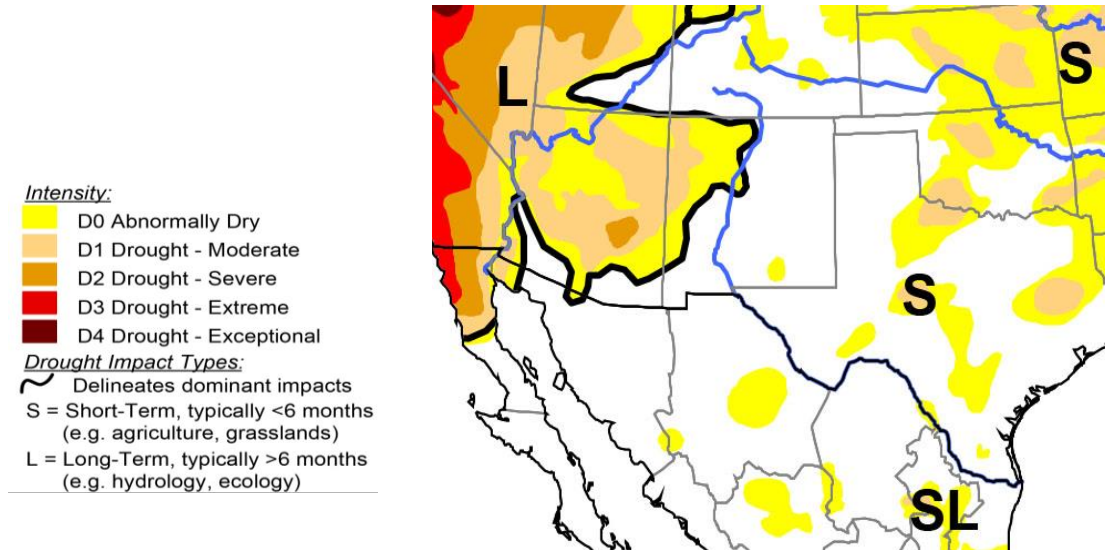 Intensity:
D0 Abnormally Dry
D1 Drought - Moderate
D2 Drought - Severe
D3 Drought - Extreme
D4 Drought - Exceptional
Drought Impact Types:
Delineates dominant impacts
S = Short-Term, typically <6 months
(e.g. agriculture, grasslands)
L = Long-Term, typically >6 months
(e.g. hydrology, ecology)
L
S
S
SL